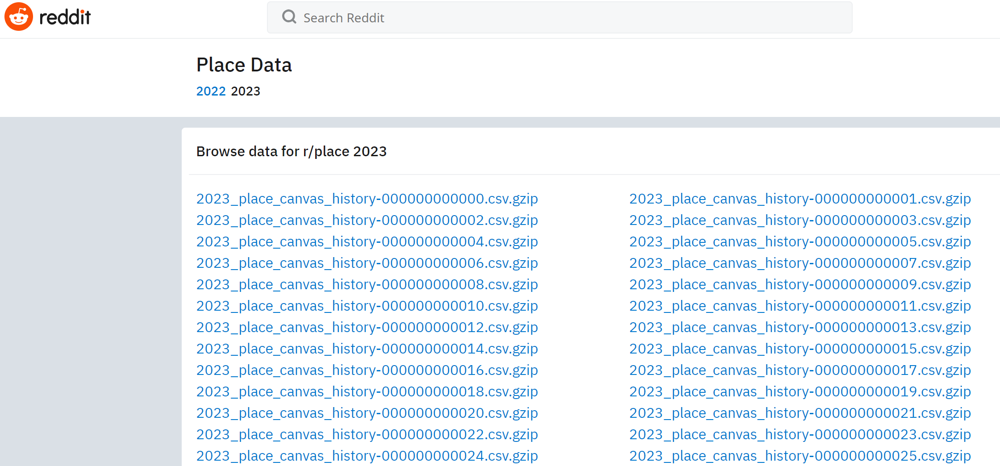 reddit
Search Reddit
Place Data
2022 2023
Browse data for r/place 2023
2023_place_canvas_history-000000000000.csv.gzip 2023_place_canvas_history-000000000001.csv.gzip
2023_place_canvas_history-000000000002.csv.gzip 2023_place_canvas_history-000000000003.csv.gzip
2023_place_canvas_history-000000000004.csv.gzip 2023_place_canvas_history-000000000005.csv.gzip
2023_place_canvas_history-000000000006.csv.gzip 2023_place_canvas_history-000000000007.csv.gzip
2023_place_canvas_history-000000000008.csv.gzip 2023_place_canvas_history-000000000009.csv.gzip
2023_place_canvas_history-000000000010.csv.gzip 2023_place_canvas_history-000000000011.csv.gzip
2023_place_canvas_history-000000000012.csv.gzip 2023_place_canvas_history-000000000013.csv.gzip
2023_place_canvas_history-000000000014.csv.gzip 2023_place_canvas_history-000000000015.csv.gzip
2023_place_canvas_history-000000000016.csv.gzip 2023_place_canvas_history-000000000017.csv.gzip
2023_place_canvas_history-000000000018.csv.gzip 2023_place_canvas_history-000000000019.csv.gzip
2023_place_canvas_history-000000000020.csv.gzip 2023_place_canvas_history-000000000021.csv.gzip
2023_place_canvas_history-000000000022.csv.gzip 2023_place_canvas_history-000000000023.csv.gzip
2023_place_canvas_history-000000000024.csv.gzip 2023_place_canvas_history-000000000025.csv.gzip